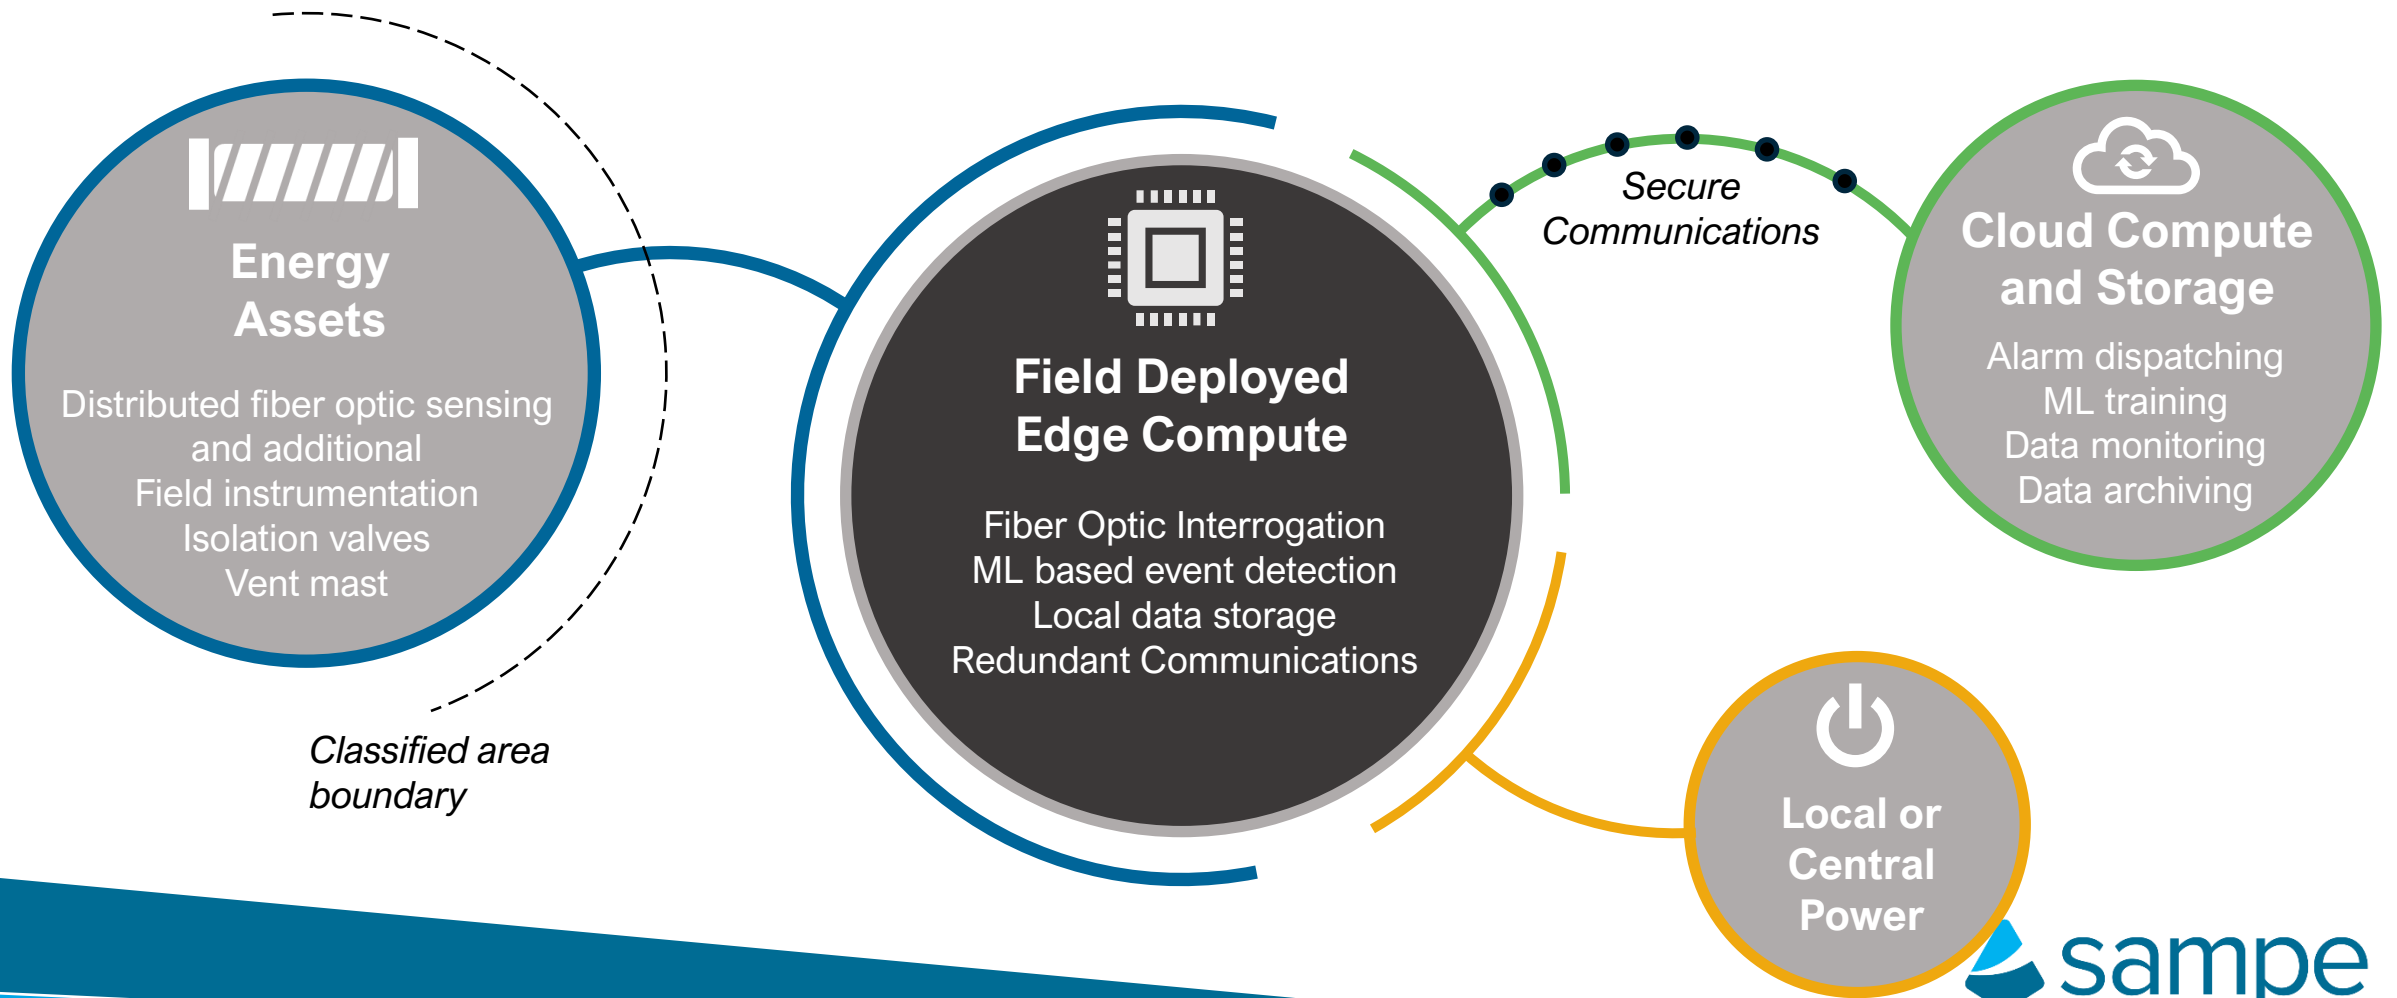 Energy
Assets
Distributed fiber optic sensing
and additional
Field instrumentation
Isolation valves
Vent mast
Classified area
boundary
Field Deployed
Edge Compute
Fiber Optic Interrogation
ML based event detection
Local data storage
Redundant Communications
Secure
Communications
Cloud Compute
and Storage
Alarm dispatching
ML training
Data monitoring
Data archiving
Local or
Central
Power
sampe